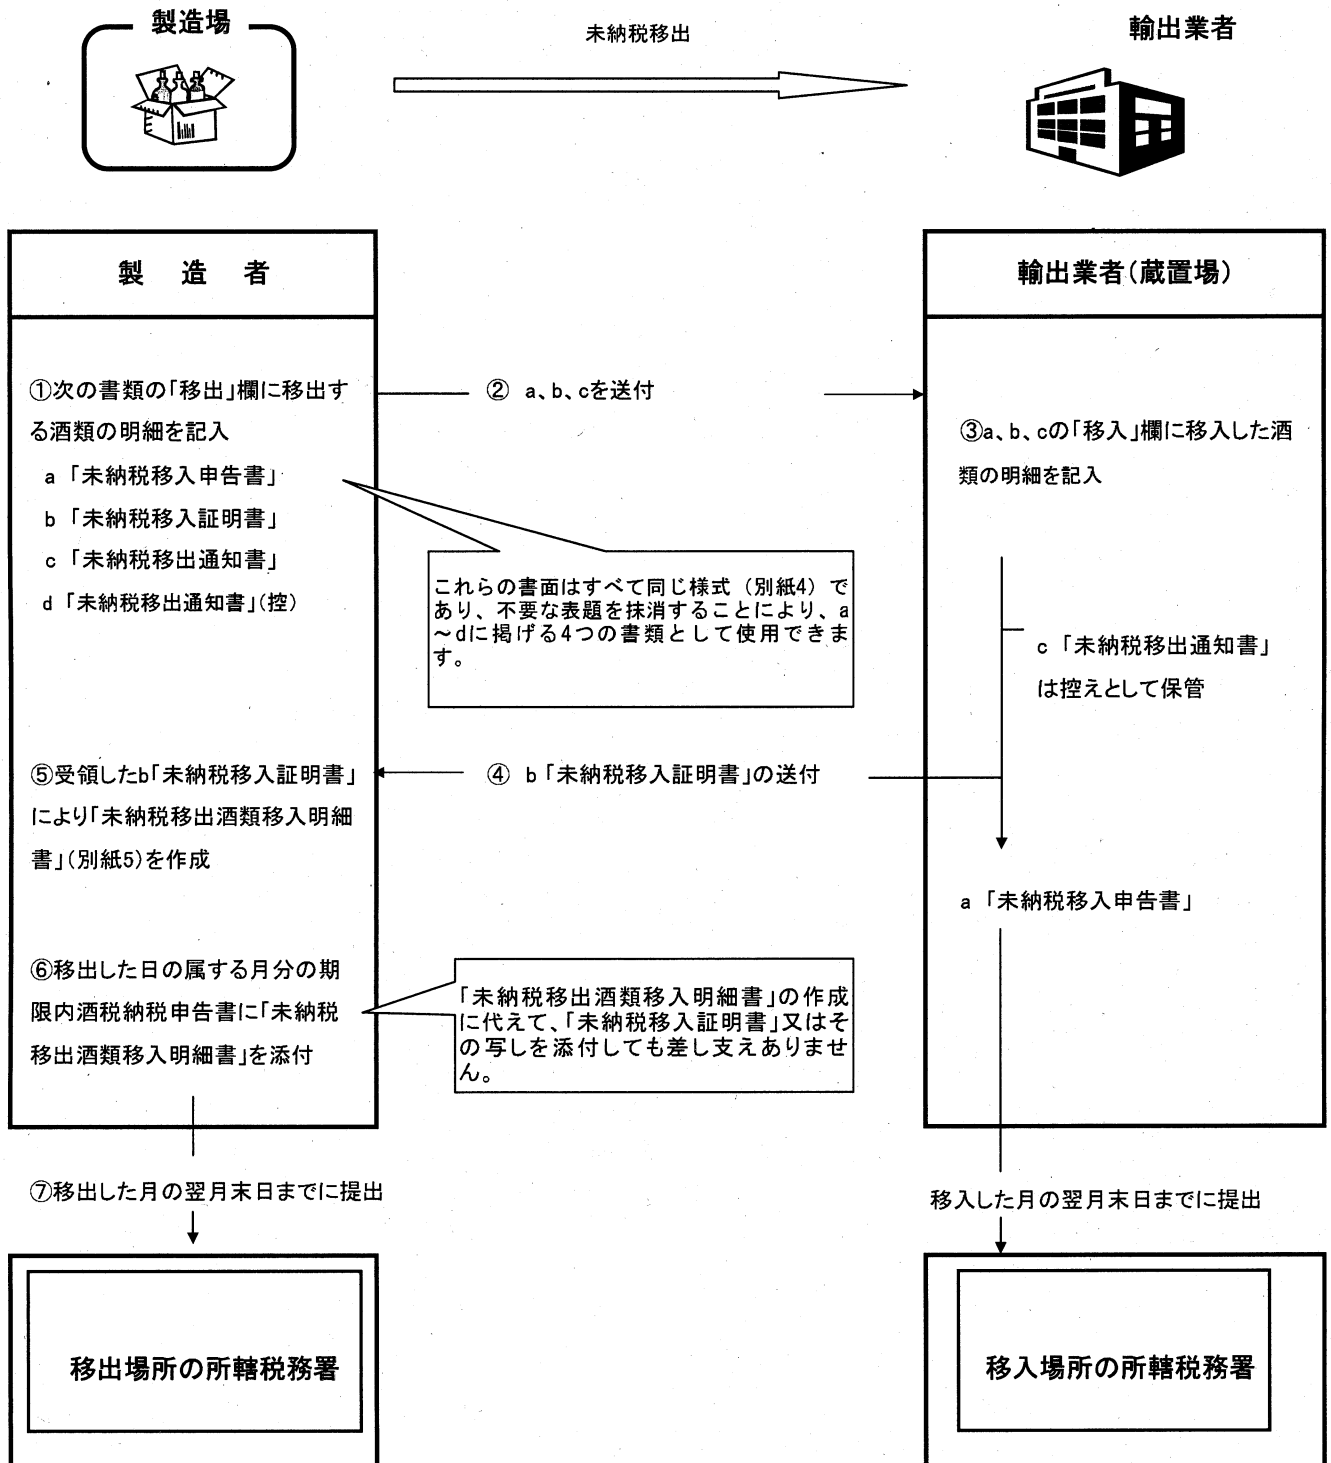 製造場
未納税移出
輸出業者
製 造 者
①次の書類の「移出」欄に移出す
る酒類の明細を記入
a 「未納税移入申告書」
b 「未納税移入証明書」
c 「未納税移出通知書」
d 「未納税移出通知書」(控)
② a、b、cを送付
これらの書面はすべて同じ様式（別紙4）で
あり、不要な表題を抹消することにより、a
～dに掲げる4つの書類として使用できま
す。
輸出業者(蔵置場)
③a、b、cの「移入」欄に移入した酒
類の明細を記入
c 「未納税移出通知書」
は控えとして保管
④ b「未納税移入証明書」の送付
⑤受領したb「未納税移入証明書」
により「未納税移出酒類移入明細
書」(別紙5)を作成
a 「未納税移入申告書」
⑥移出した日の属する月分の期
限内酒税納税申告書に「未納税
移出酒類移入明細書」を添付
「未納税移出酒類移入明細書」の作成
に代えて、「未納税移入証明書」又はそ
の写しを添付しても差し支えありませ
ん。
⑦移出した月の翌月末日までに提出
移入した月の翌月末日までに提出
移出場所の所轄税務署
移入場所の所轄税務署